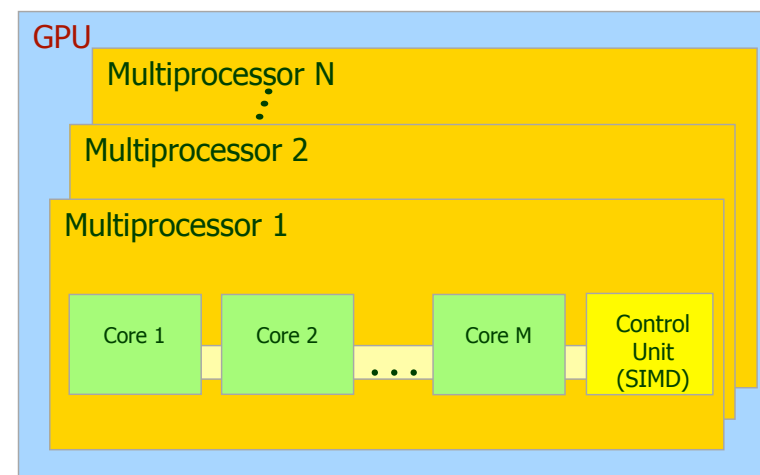 GPU
Multiprocessor N
Multiprocessor 2
Multiprocessor 1
Core 1
Core 2
...
Core M
Control
Unit
(SIMD)